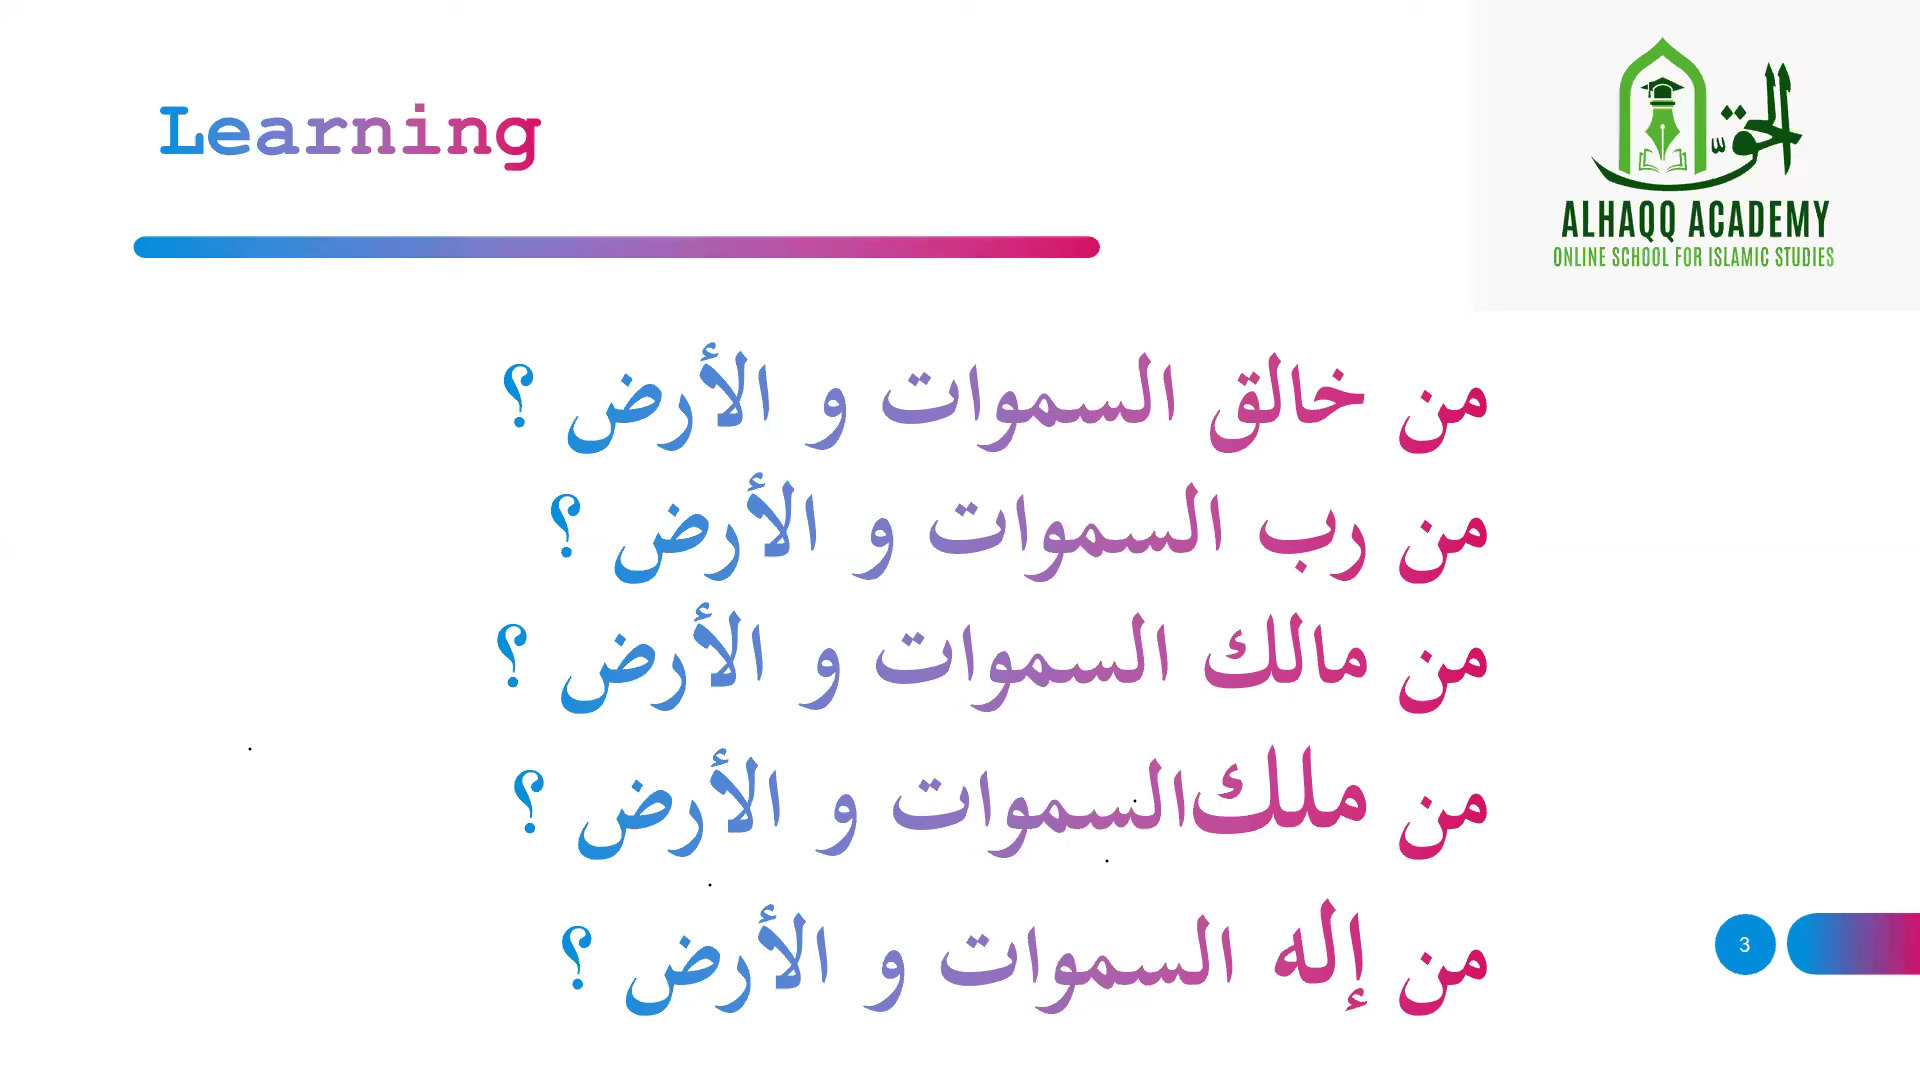 Learning
الحق
ALHAQQ ACADEMY
ONLINE SCHOOL FOR ISLAMIC STUDIES
من خالق السموات و الأرض ؟
من رب السموات و الأرض ؟
من مالك السموات و الأرض ؟
من ملك السموات و الأرض ؟
من إله السموات و الأرض ؟
3